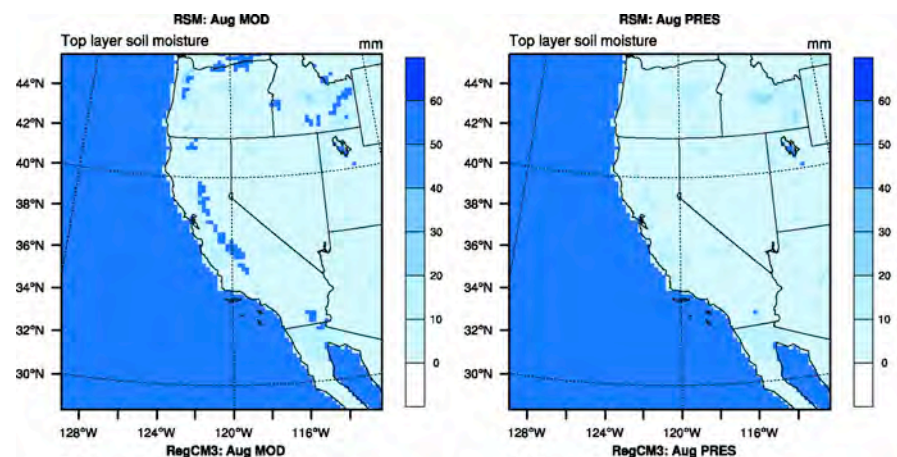 RSM: Aug MOD
Top layer soil moisture mm
44°N
42°N
40°N
38°N
36°N
34°N
32°N
30°N
128°W 124°W 120°W 116°W
60
50
40
30
20
10
0
RegCM3: Aug MOD
RSM: Aug PRES
Top layer soil moisture mm
44°N
42°N
40°N
38°N
36°N
34°N
32°N
30°N
128°W 124°W 120°W 116°W
60
50
40
30
20
10
0
RegCM3: Aug PRES